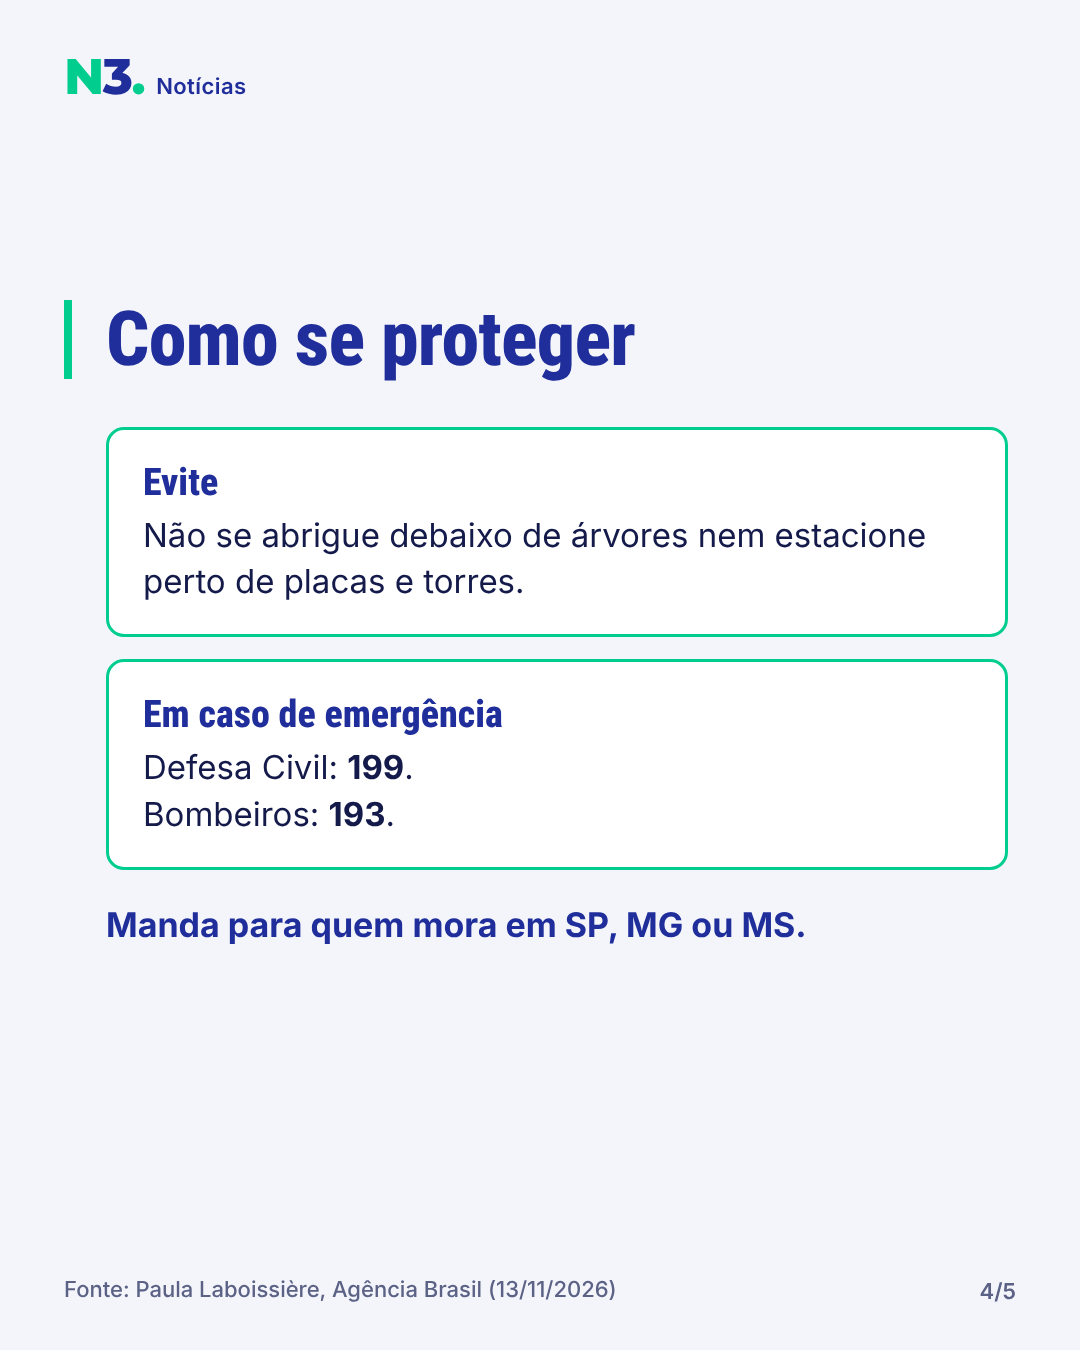 N3. Notícias
Como se proteger
Evite
Não se abrigue debaixo de árvores nem estacione
perto de placas e torres.
Em caso de emergência
Defesa Civil: 199.
Bombeiros: 193.
Manda para quem mora em SP, MG ou MS.
Fonte: Paula Laboissière, Agência Brasil (13/11/2026)
4/5